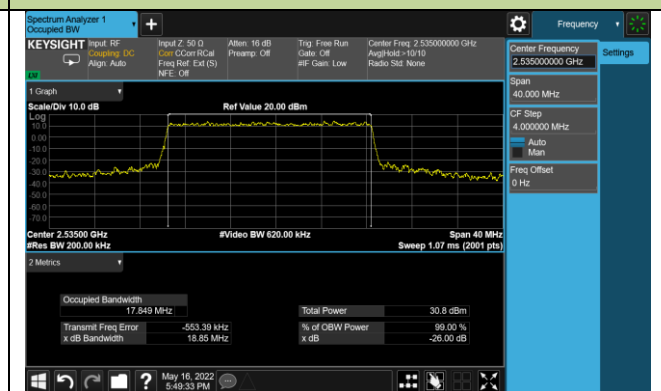 Spectrum Analyzer 1
Occupied BW
+
Frequency
KEYSIGHT
Input: RF
Coupling: DC
Align: Auto
Input Z: 50 Ω
Corr CCorr RCal
Freq Ref: Ext (S)
NFE: Off
Atten: 16 dB
Preamp: Off
Trig: Free Run
Gate: Off
#IF Gain: Low
Center Freq: 2.535000000 GHz
Avg|Hold:>10/10
Radio Std: None
Center Frequency
2.535000000 GHz
Settings
Span
40.000 MHz
CF Step
4.000000 MHz
Auto
Man
Freq Offset
0 Hz
1 Graph
Scale/Div 10.0 dB
Ref Value 20.00 dBm
Log
10.0
0.00
-10.0
-20.0
-30.0
-40.0
-50.0
-60.0
-70.0
Center 2.53500 GHz
#Video BW 620.00 kHz
Span 40 MHz
#Res BW 200.00 kHz
Sweep 1.07 ms (2001 pts)
2 Metrics
Occupied Bandwidth
17.849 MHz
Total Power
30.8 dBm
Transmit Freq Error
-553.39 kHz
% of OBW Power
99.00 %
x dB Bandwidth
18.85 MHz
x dB
-26.00 dB
?
May 16, 2022
5:49:33 PM